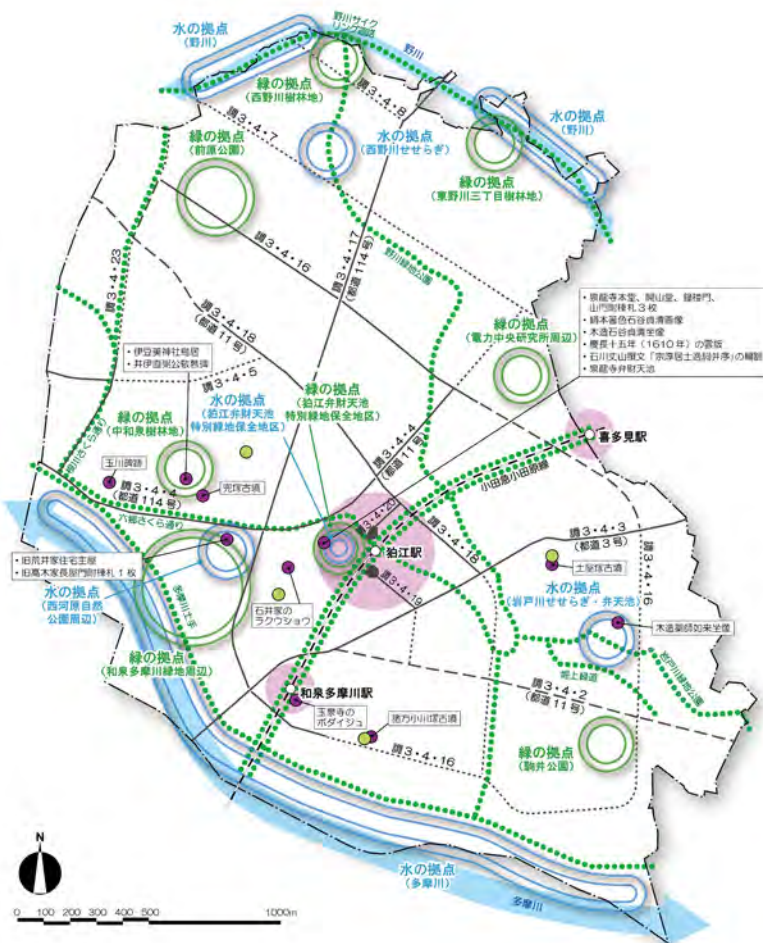 水の拠点
(野川)
野川サイク
リング道路
野川
緑の拠点
(西野川樹林地)
調3・4・8
水の拠点
(野川)
緑の拠点
(前原公園)
調3・4・7
水の拠点
(西野川せせらぎ)
緑の拠点
(東野川三丁目樹林地)
調3・4・23
調3・4・16
調3・4・17
(都道114号)
野川緑地公園
調3・4・18
(都道11号)
調3・4・5
緑の拠点
(電力中央研究所周辺)
・泉龍寺本堂、開山堂、鐘楼門、
山門附棟札3枚
・絹本著色石谷貞清画像
・木造石谷貞清坐像
・慶長十五年(1610年)の雲版
・泉龍寺弁財天池
・伊豆美神社鳥居
・井伊直弼公敬慕碑
水の拠点
(狛江弁財天池
特別緑地保全地区)
緑の拠点
(狛江弁財天池
特別緑地保全地区)
緑の拠点
(中和泉樹林地)
調3・4・4
(都道11号)
喜多見駅
小田急小田原線
玉川碑跡
兜塚古墳
調3・4・4
(都道114号)
六郷さくら通り
調3・4・20
狛江駅
調3・4・18
調3・4・19
調3・4・3
(都道3号)
調3・4・16
土屋塚古墳
・旧荒井家住宅主屋
・旧高木家長屋門附棟札1枚
水の拠点
(西河原自然
公園周辺)
多摩川土手
石井家の
ラクウショウ
水の拠点
(岩戸川せせらぎ・弁天池)
木造薬師如来坐像
岩戸川緑地公園
緑の拠点
(和泉多摩川緑地周辺)
和泉多摩川駅
玉泉寺の
ボダイジュ
猪方小川塚古墳
調3・4・16
調3・4・2
(都道11号)
緑の拠点
(駒井公園)
水の拠点
(多摩川)
多摩川
N
0 100 200 300 400 500 1000m